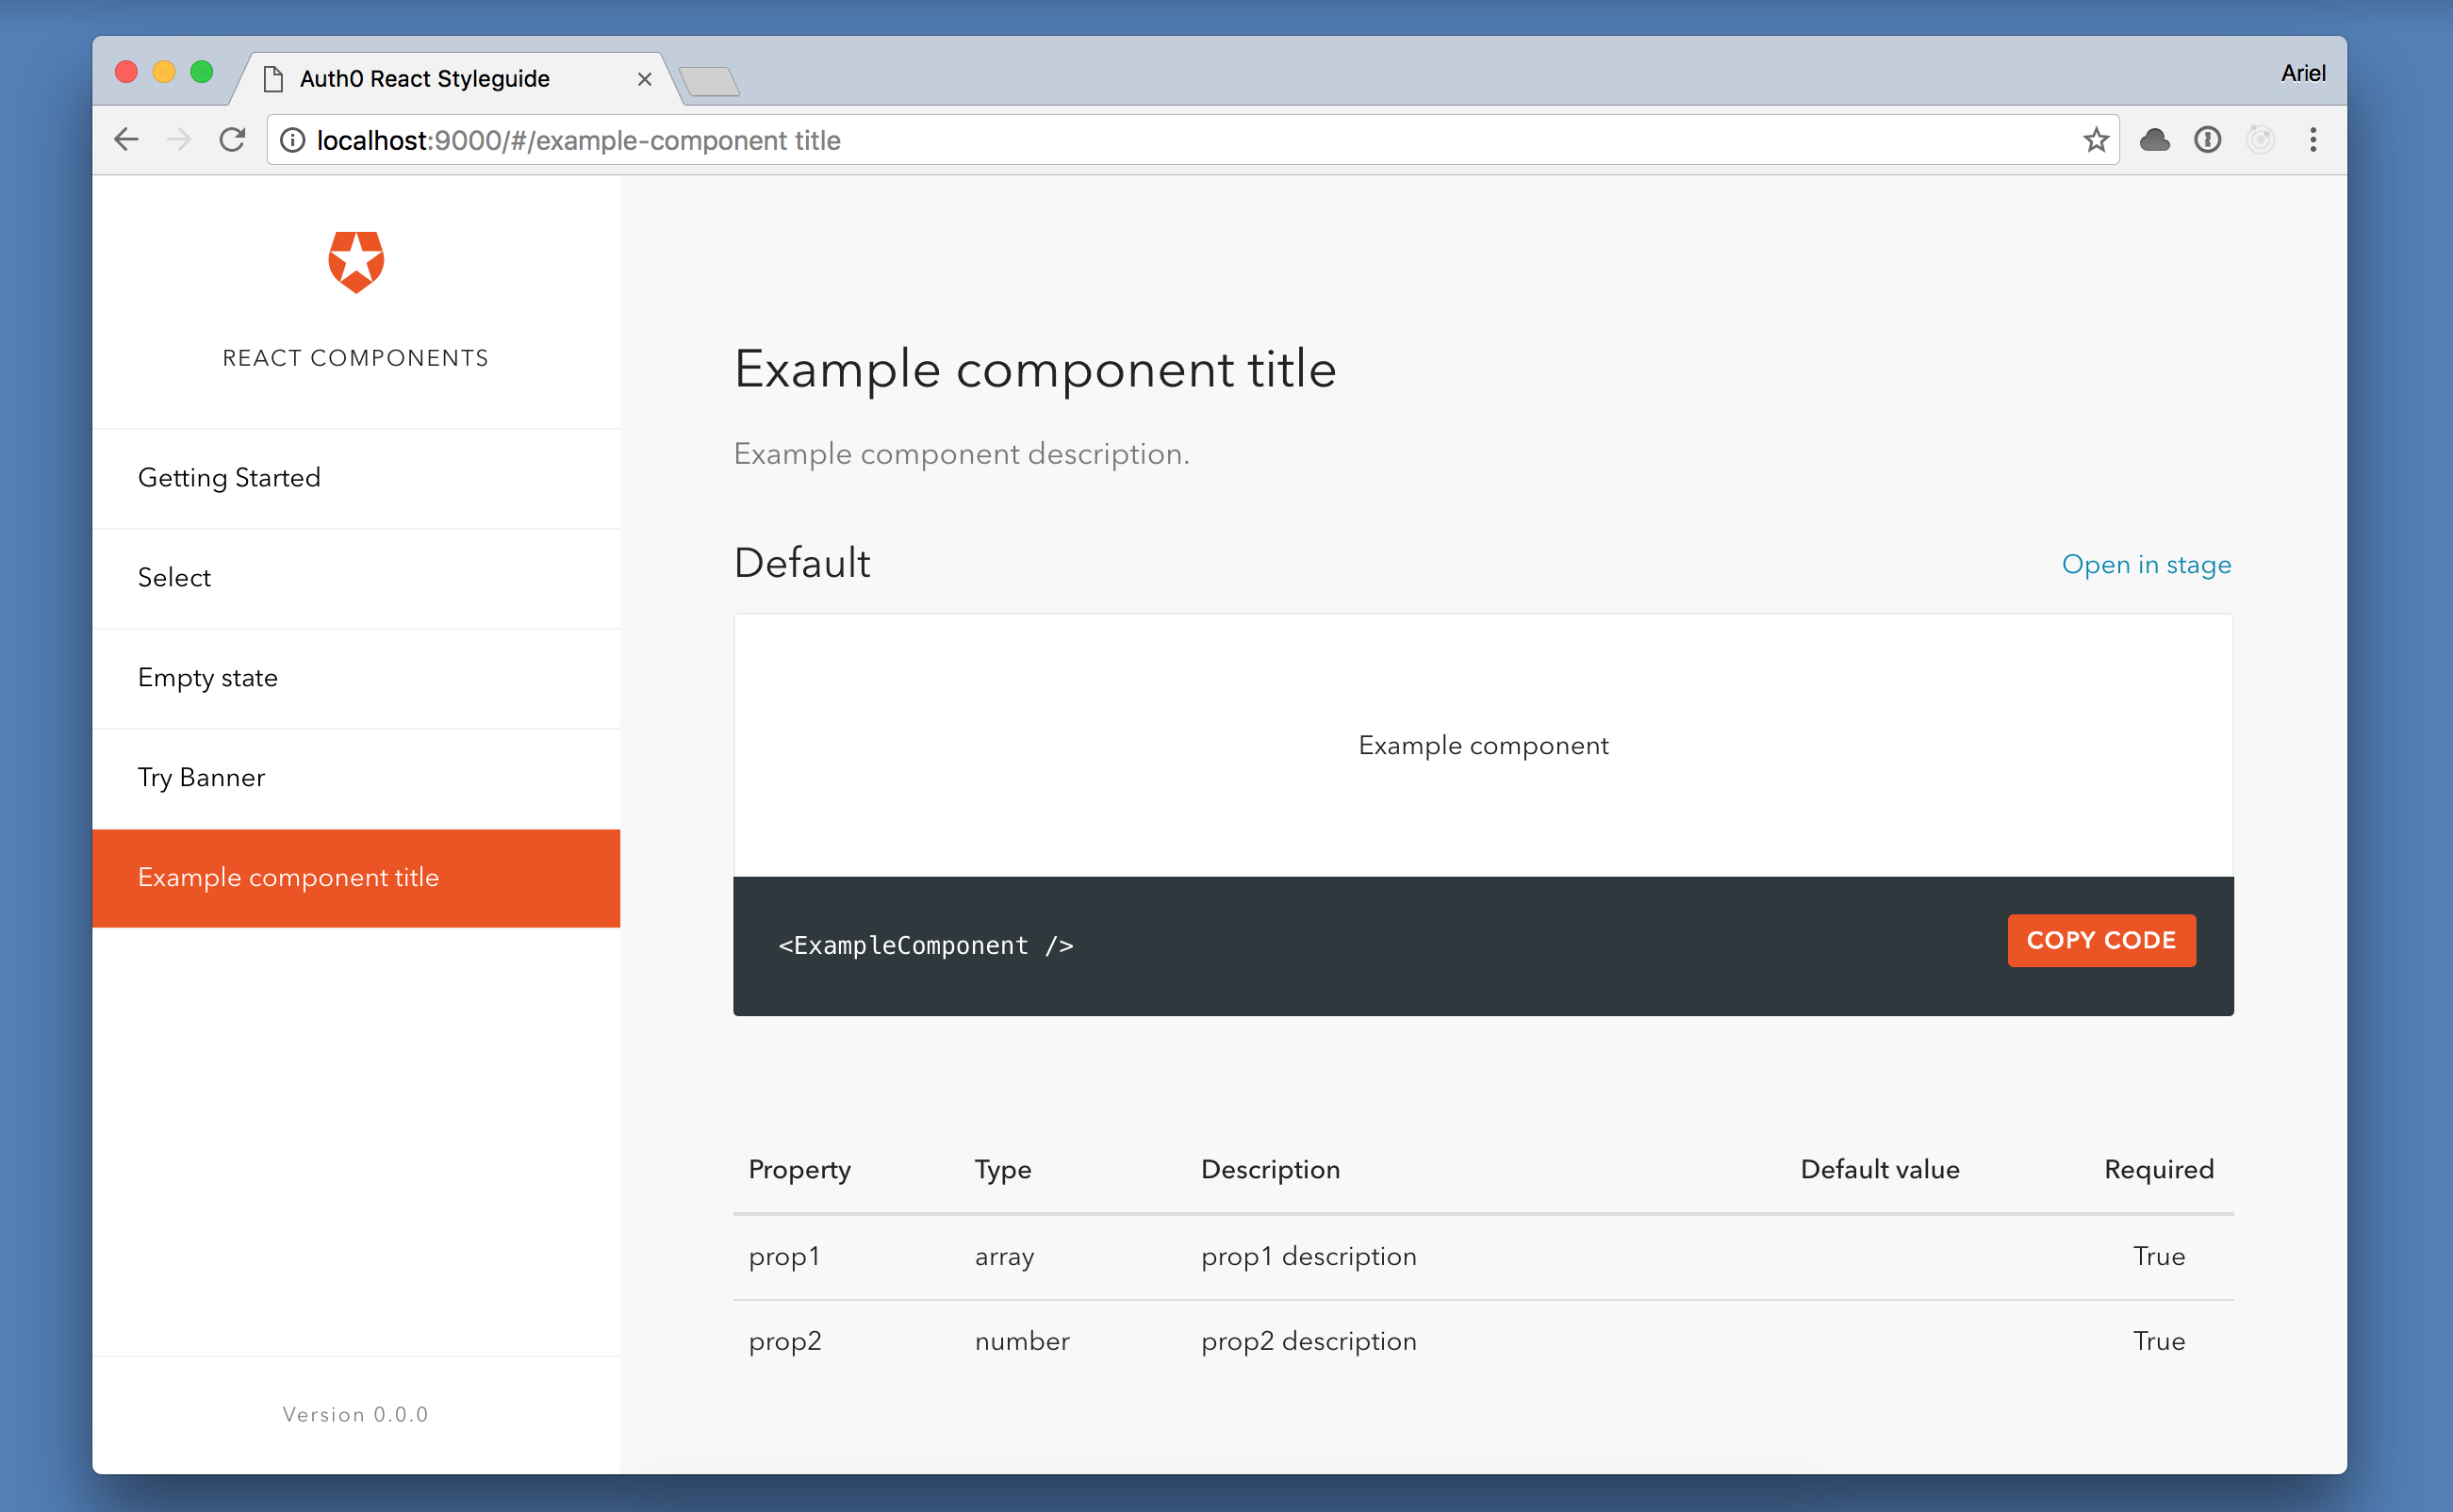 Auth0 React Styleguide
Ariel
localhost:9000/#/example-component title
REACT COMPONENTS
Getting Started
Select
Empty state
Try Banner
Example component title
Version 0.0.0
Example component title
Example component description.
Default
Open in stage
Example component
<ExampleComponent />
COPY CODE
Property Type Description Default value Required
prop1 array prop1 description True
prop2 number prop2 description True